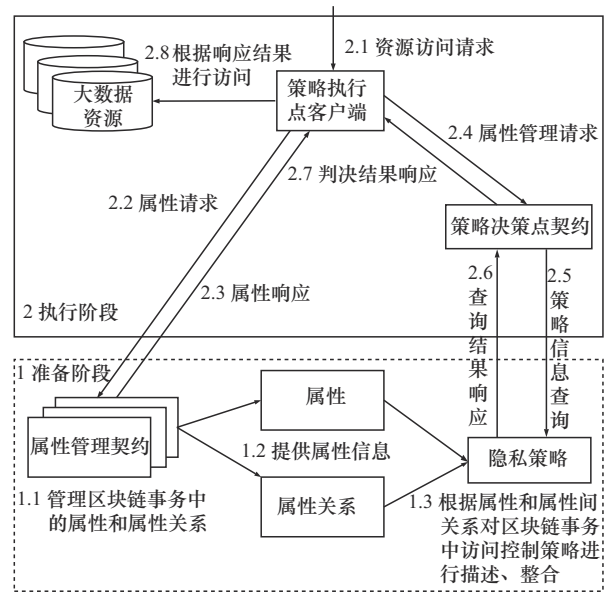 2.1 资源访问请求
2.8 根据响应结果
进行访问
大数据
资源
策略执行
点客户端
2.4 属性管理请求
2.7 判决结果响应
2.2 属性请求
策略决策点契约
2.3 属性响应
2.6
查询结果响应
2.5
策略信息查询
2 执行阶段
1 准备阶段
属性管理契约
属性
1.2 提供属性信息
属性关系
隐私策略
1.1 管理区块链事务中
的属性和属性关系
1.3 根据属性和属性间
关系对区块链事务
中访问控制策略进
行描述、整合